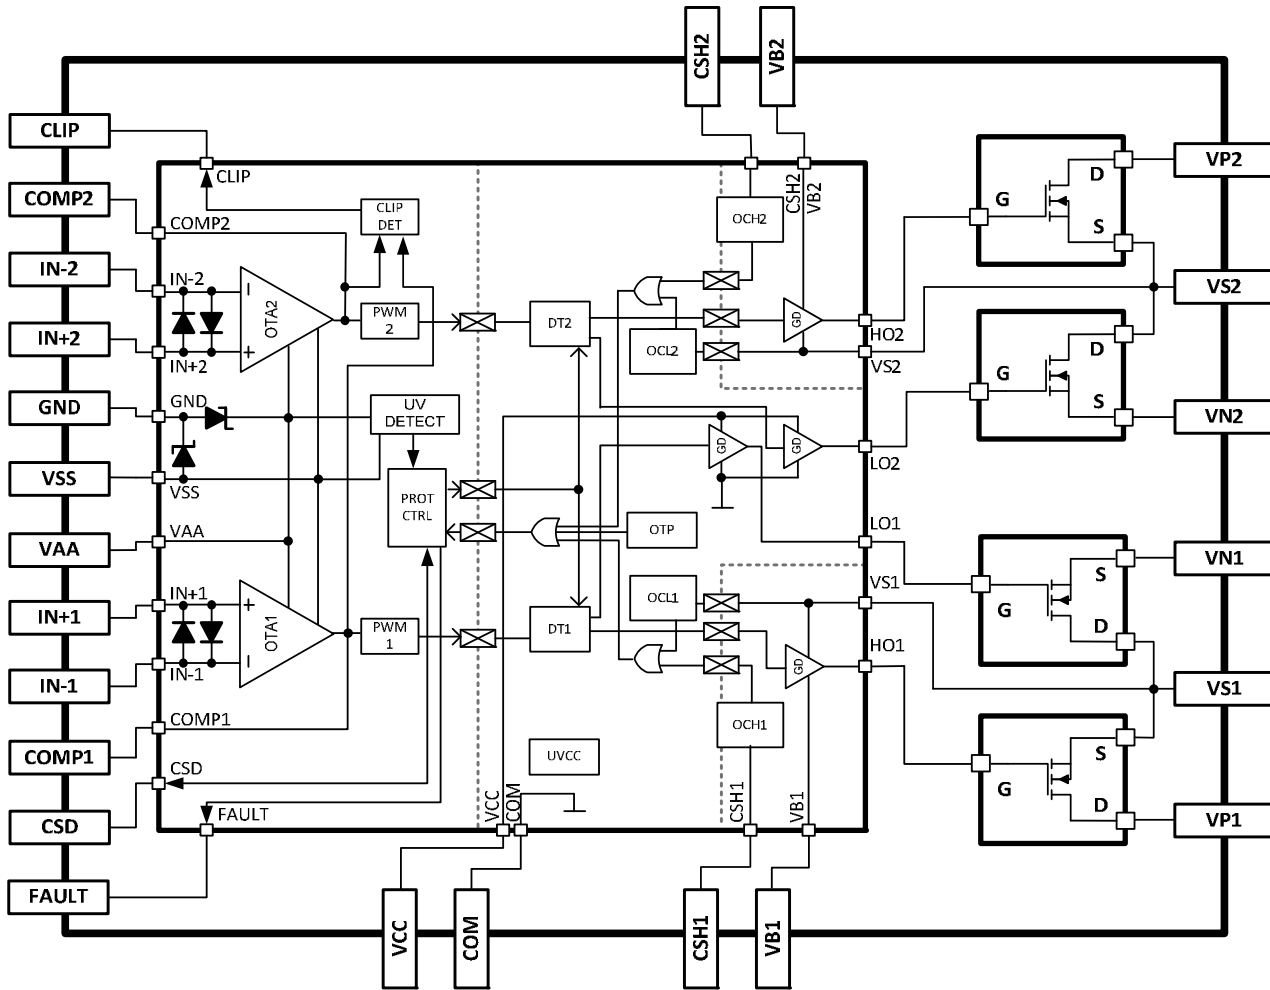 CSH2
VB2
CLIP
COMP2
IN-2
IN+2
GND
VSS
VAA
IN+1
IN-1
COMP1
CSD
FAULT
CLIP
COMP2
IN-2
IN+2
GND
VSS
VAA
IN+1
IN-1
COMP1
CSD
FAULT
OTA2
OTA1
CLIP
DET
PWM
2
UV
DETECT
PROT
CTRL
PWM
1
DT2
DT1
OCH2
OCL2
OTP
OCL1
OCH1
UVCC
GD
GD
GD
GD
CSH2
VB2
VCC
COM
CSH1
VB1
HO2
VS2
LO2
LO1
VS1
HO1
G
D
S
G
D
S
G
S
D
G
S
D
VP2
VS2
VN2
VN1
VS1
VP1
VCC
COM
CSH1
VB1